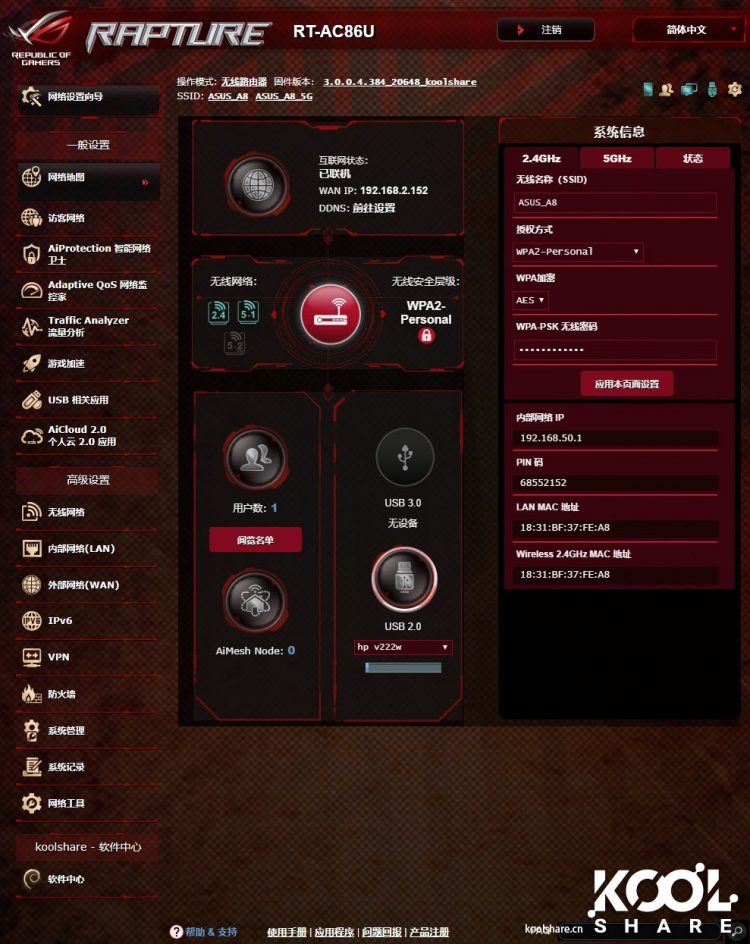 REPUBLIC OF
GAMERS
RAPTURE
RT-AC86U
注销
简体中文
操作模式: 无线路由器 固件版本: 3.0.0.4.384_20648_koolshare
SSID: ASUS_A8 ASUS_A8_5G
网络设置向导
一般设置
网络地图
访客网络
AiProtection 智能网络
卫士
Adaptive QoS 网络监
控家
Traffic Analyzer
流量分析
游戏加速
USB 相关应用
AiCloud 2.0
个人云 2.0 应用
高级设置
无线网络
内部网络(LAN)
外部网络(WAN)
IPv6
VPN
防火墙
系统管理
系统记录
网络工具
koolshare - 软件中心
软件中心
互联网状态:
已联机
WAN IP: 192.168.2.152
DDNS: 前往设置
无线网络:
2.4
5-1
5-2
无线安全层级:
WPA2-
Personal
用户数: 1
阅览名单
AiMesh Node: 0
USB 3.0
无设备
USB 2.0
hp v222w
系统信息
2.4GHz
5GHz
状态
无线名称 (SSID)
ASUS_A8
授权方式
WPA2-Personal
WPA加密
AES
WPA-PSK 无线密码
应用本页面设置
内部网络 IP
192.168.50.1
PIN 码
68552152
LAN MAC 地址
18:31:BF:37:FE:A8
Wireless 2.4GHz MAC 地址
18:31:BF:37:FE:A8
帮助 & 支持
使用手册 | 应用程序 | 问题回报 | 产品注册
KOOL
SHARE
koolshare.cn